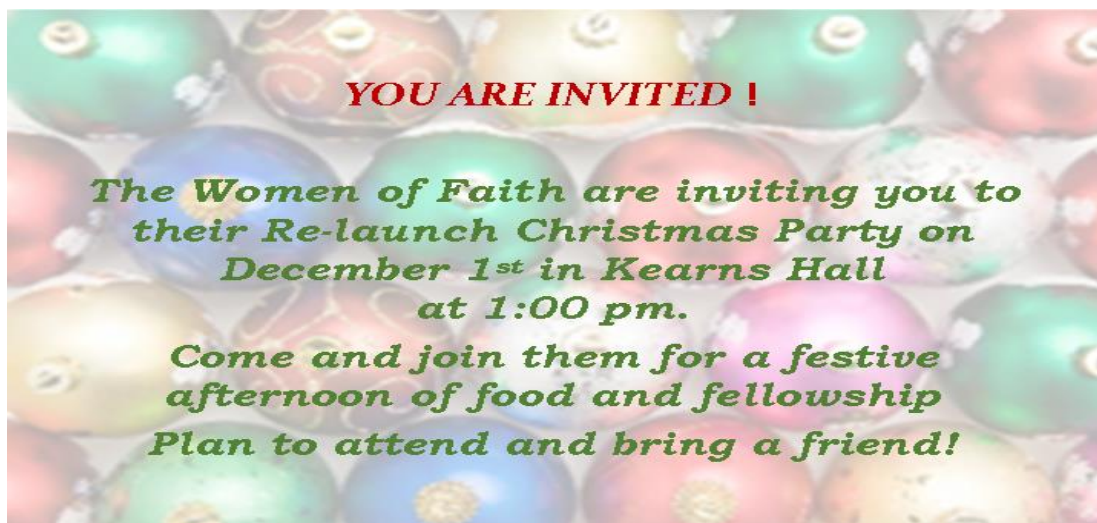 YOU ARE INVITED !
The Women of Faith are inviting you to
their Re-launch Christmas Party on
December 1st in Kearns Hall
at 1:00 pm.
Come and join them for a festive
afternoon of food and fellowship
Plan to attend and bring a friend!